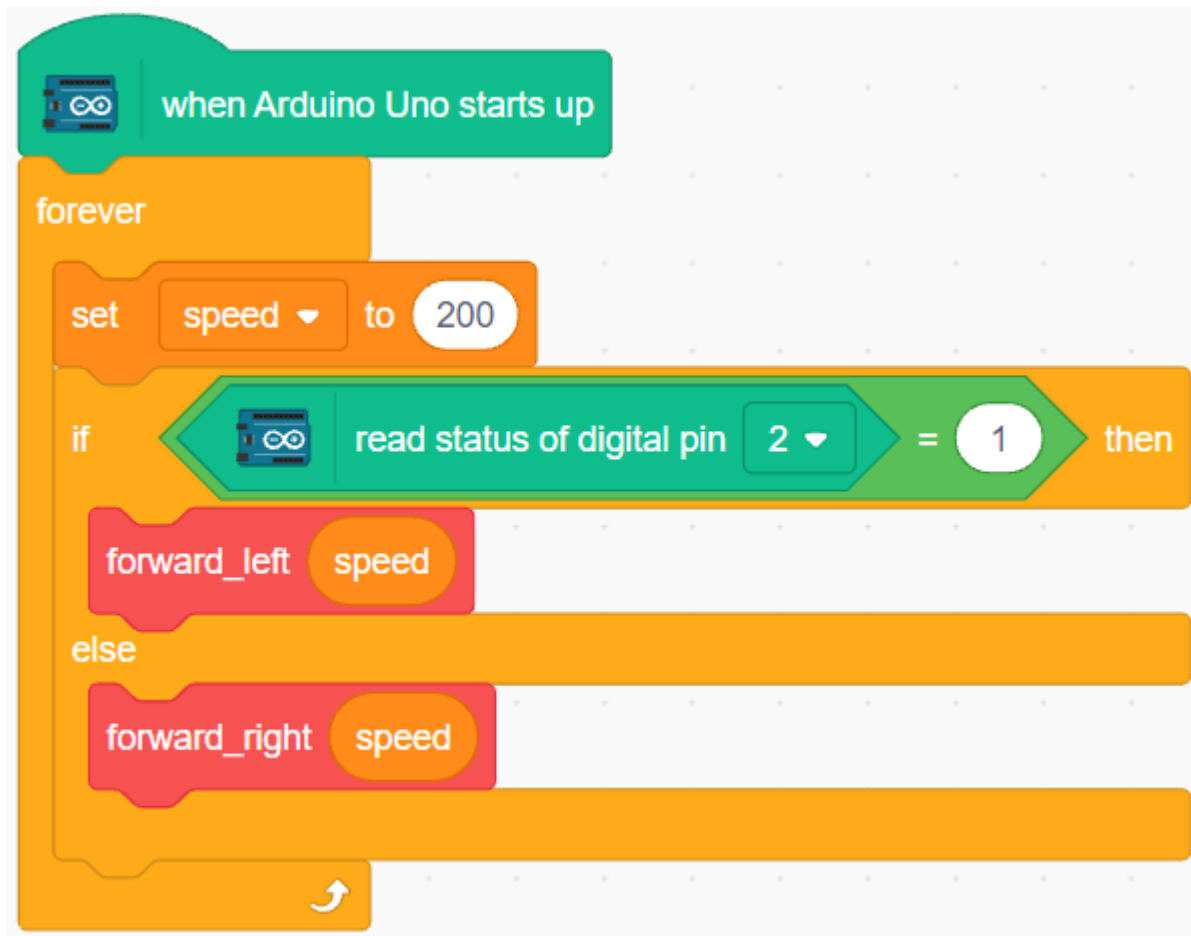 when Arduino Uno starts up
forever
set speed to 200
if read status of digital pin 2 = 1 then
forward_left speed
else
forward_right speed